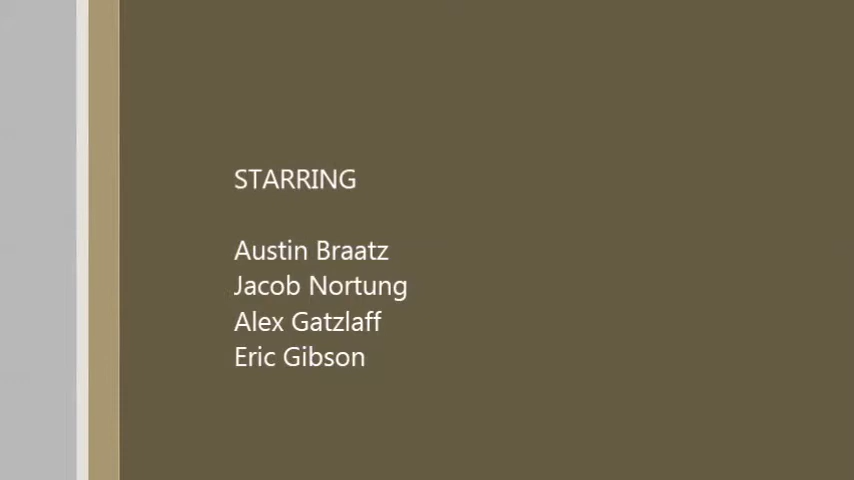 STARRING
Austin Braatz
Jacob Nortung
Alex Gatzlaff
Eric Gibson